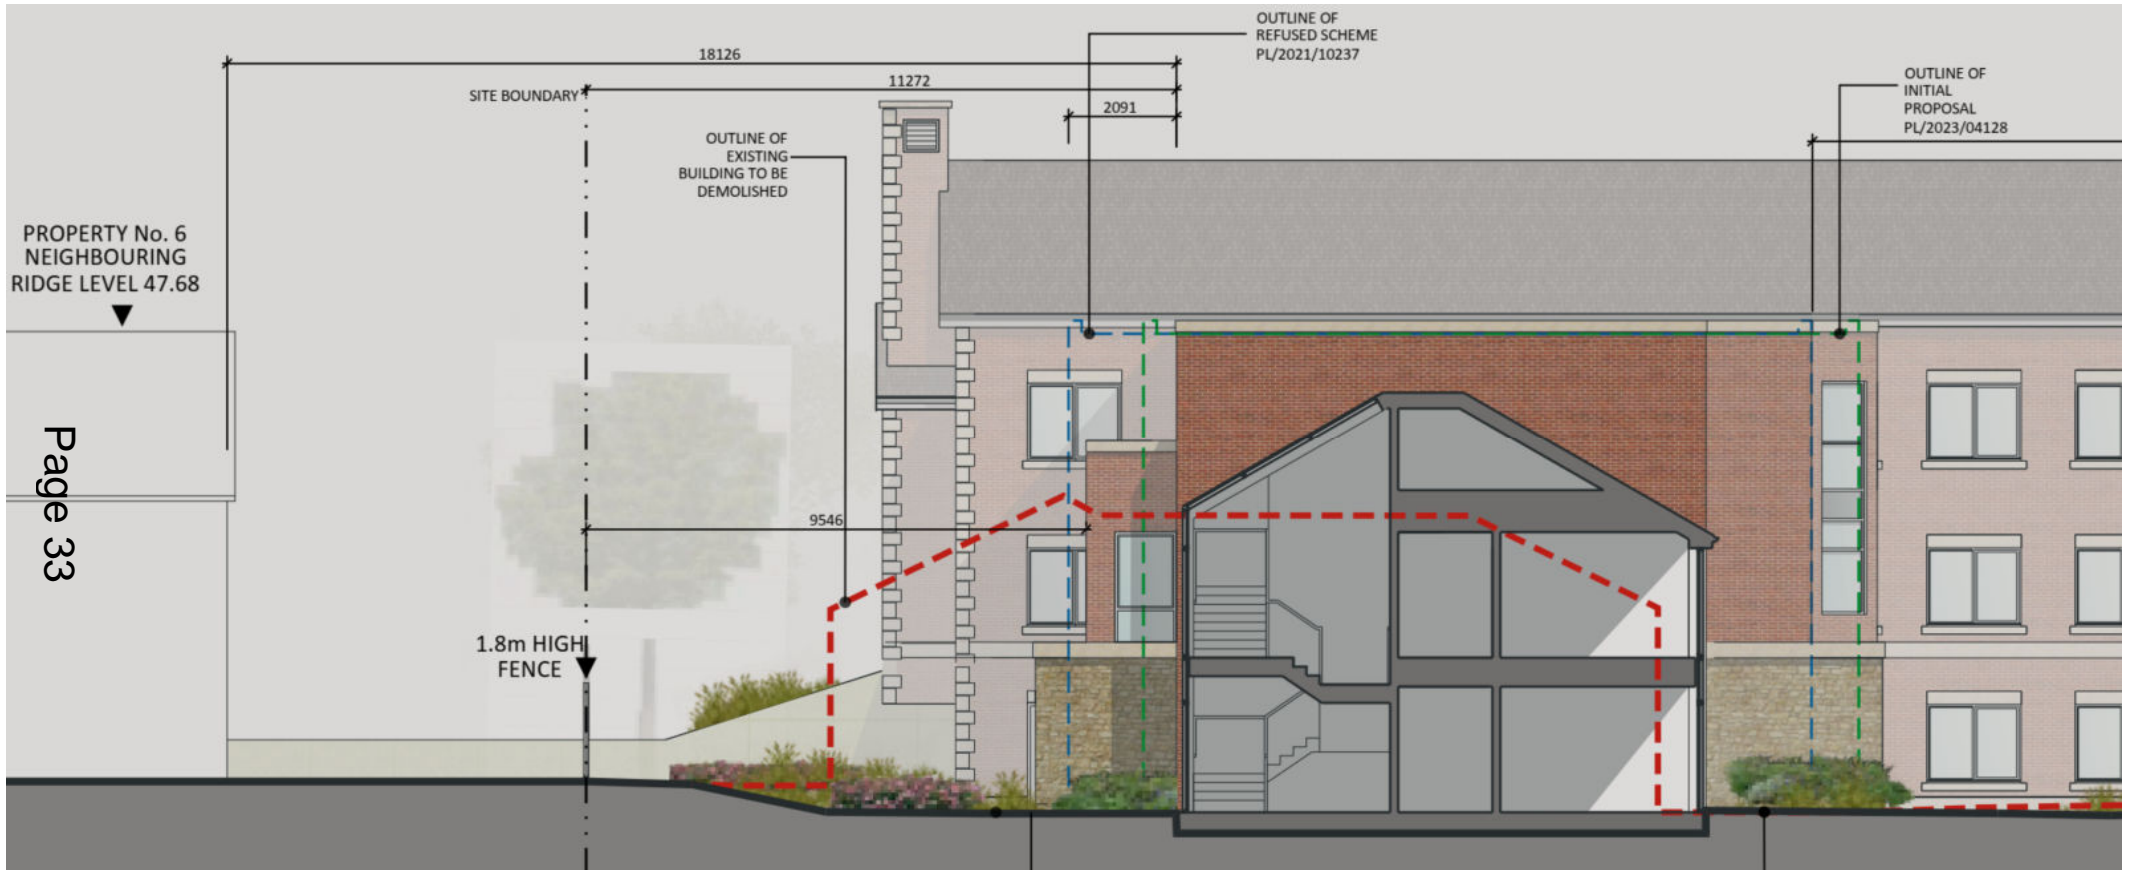 OUTLINE OF
REFUSED SCHEME
PL/2021/10237
18126
11272
SITE BOUNDARY
2091
OUTLINE OF
INITIAL
PROPOSAL
PL/2023/04128
OUTLINE OF
EXISTING
BUILDING TO BE
DEMOLISHED
PROPERTY No. 6
NEIGHBOURING
RIDGE LEVEL 47.68
Page 33
9546
1.8m HIGH
FENCE